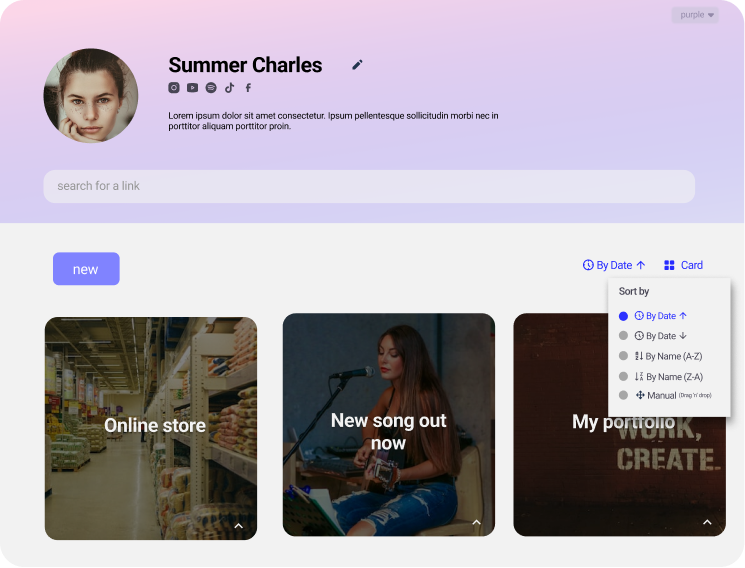 purple
Summer Charles
Lorem ipsum dolor sit amet consectetur. Ipsum pellentesque sollicitudin morbi nec in
porttitor aliquam porttitor proin.
search for a link
new
By Date
Card
Sort by
By Date
By Date
By Name (A-Z)
By Name (Z-A)
Manual (Drag 'n' drop)
Online store
New song out
now
My portfolio
WORK,
CREATE.